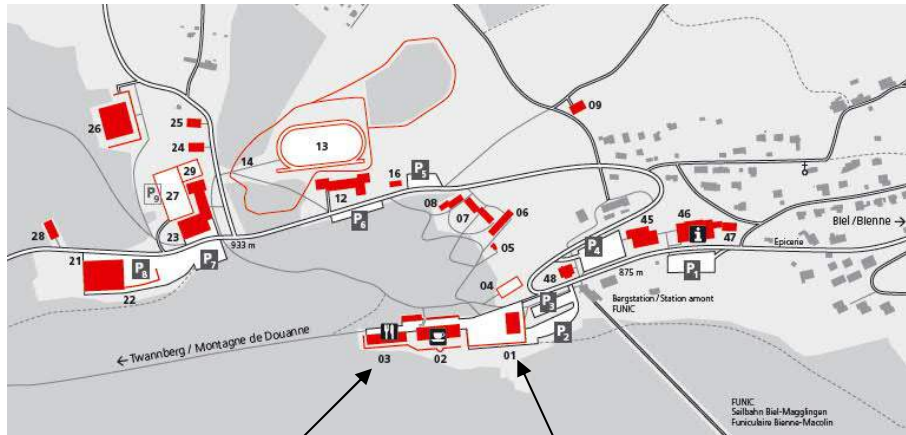 09
26
25
24
14
13
29
P9
27
16
P5
12
08
07
06
P6
28
23
933 m
05
45
46
i
47
Biel/Bienne →
Epicerie
21
P8
P7
04
48
P4
P1
875 m
22
P3
Bergstation/Station amont
FUNIC
P2
← Twannberg / Montagne de Douanne
03
02
01
FUNIC
Seilbahn Biel-Magglingen
Funiculaire Bienne-Macolin